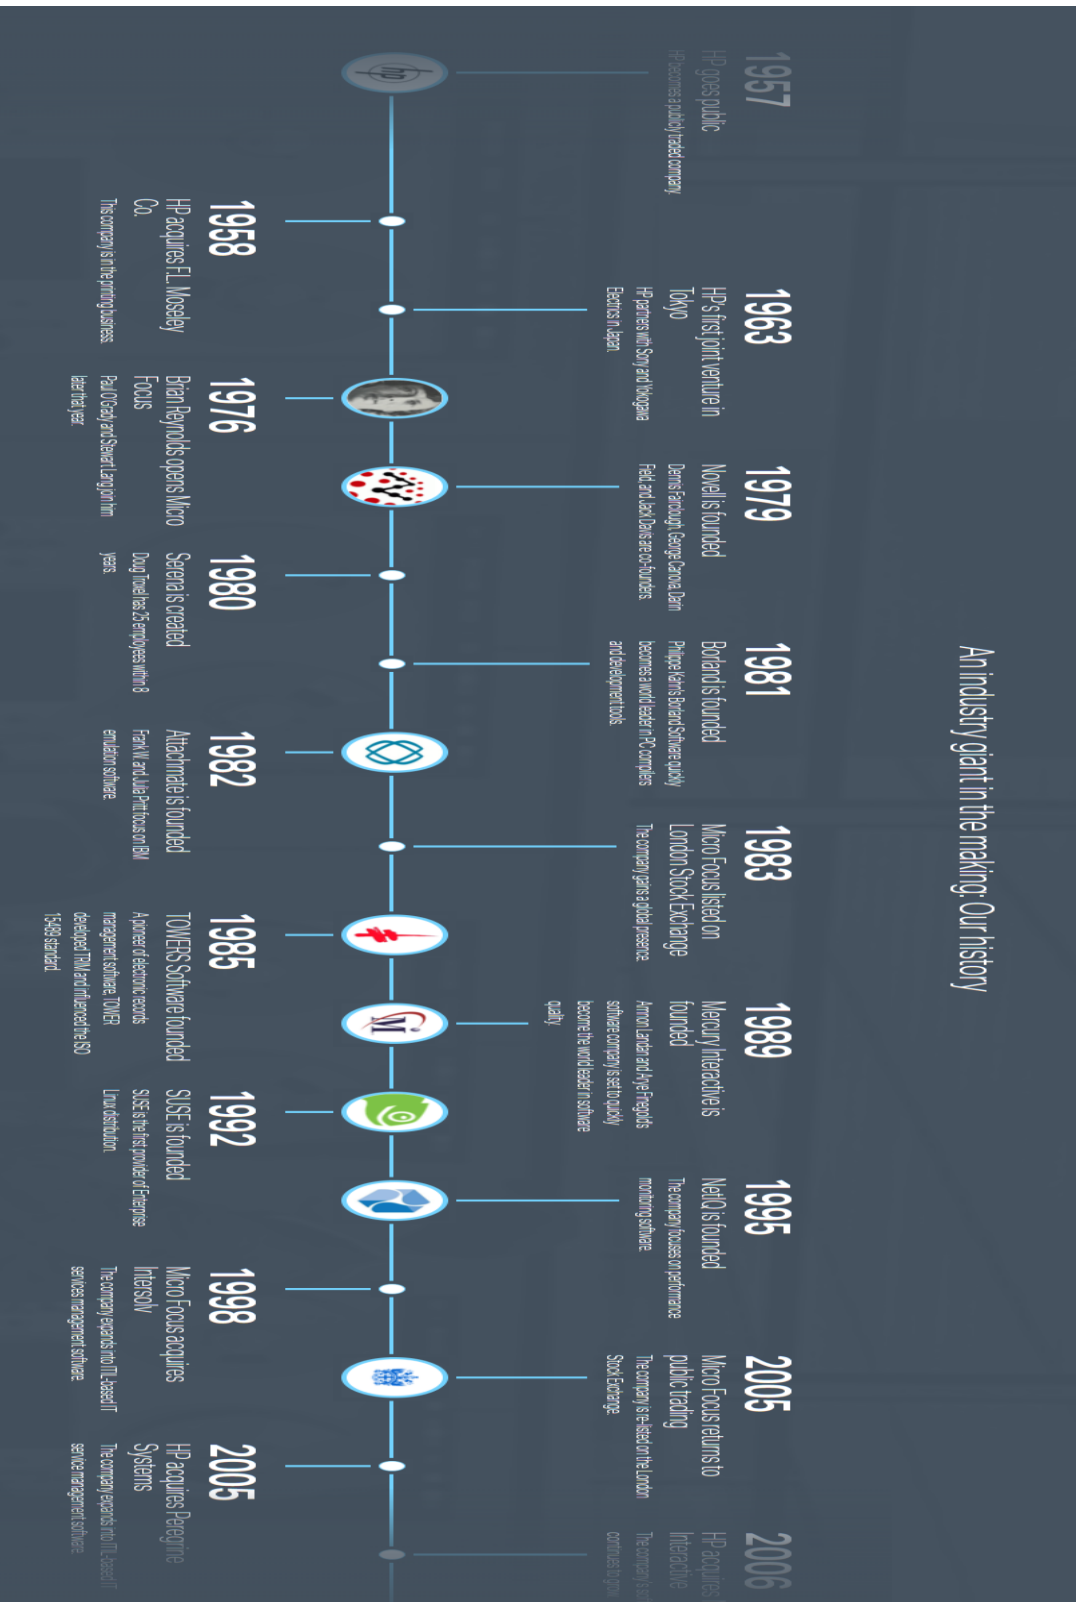 An industry giant in the making: Our history
1957
HP goes public
HP becomes a publicly traded company.
1958
HP acquires F.L. Moseley
Co.
This company is in the printing business.
1963
HP's first joint venture in
Tokyo
HP partners with Sony and Yokogawa
Electrics in Japan.
1976
Brian Reynolds opens Micro
Focus
Paul O'Grady and Stewart Lang join him
later that year.
1979
Novell is founded
Dennis Fairclough, George Canova, Darin
Field, and Jack Davis are co-founders.
1980
Serena is created
Doug Troxel has 25 employees within 8
years.
1981
Borland is founded
Philippe Kahn's Borland Software quickly
becomes a world leader in PC compilers
and development tools.
1982
Attachmate is founded
Frank W. and Julia Pritt focus on IBM
emulation software.
1983
Micro Focus listed on
London Stock Exchange
The company gains a global presence.
1985
TOWERS Software founded
A pioneer of electronic records
management software, TOWER
developed TRIM and influenced the ISO
15489 standard.
1989
Mercury Interactive is
founded
Amnon Landan and Arye Finegold's
software company is set to quickly
become the world leader in software
quality.
1992
SUSE is founded
SUSE is the first provider of Enterprise
Linux distribution.
1995
NetIQ is founded
The company focuses on performance
monitoring software.
1998
Micro Focus acquires
Intersolv
The company expands into ITIL-based IT
services management software.
2005
Micro Focus returns to
public trading
The company is re-listed on the London
Stock Exchange.
2005
HP acquires Peregrine
Systems
The company expands into ITIL-based IT
service management software.
2006
HP acquires
Interactive
The company's
continues to grow
hp
M